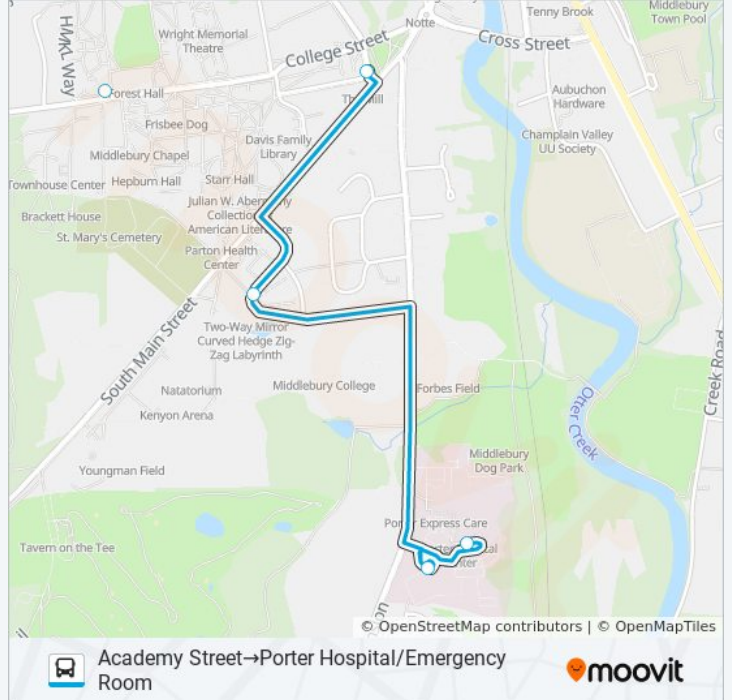 Middlebury
Town Pool
Tenny Brook
Notte
Wright Memorial
Theatre
College Street
Cross Street
HMKL Way
Forest Hall
The Mill
Aubuchon
Hardware
Frisbee Dog
Davis Family
Library
Champlain Valley
UU Society
Middlebury Chapel
Townhouse Center
Hepburn Hall
Starr Hall
Julian W. Abernethy
Collection
American Literature
Brackett House
St. Mary's Cemetery
Parton Health
Center
South Main Street
Two-Way Mirror
Curved Hedge Zig-
Zag Labyrinth
Creek Road
Natatorium
Middlebury College
Forbes Field
Otter Creek
Kenyon Arena
Youngman Field
Middlebury
Dog Park
Porter Express Care
Tavern on the Tee
© OpenStreetMap contributors | © OpenMapTiles
Academy Street→Porter Hospital/Emergency
Room
moovit